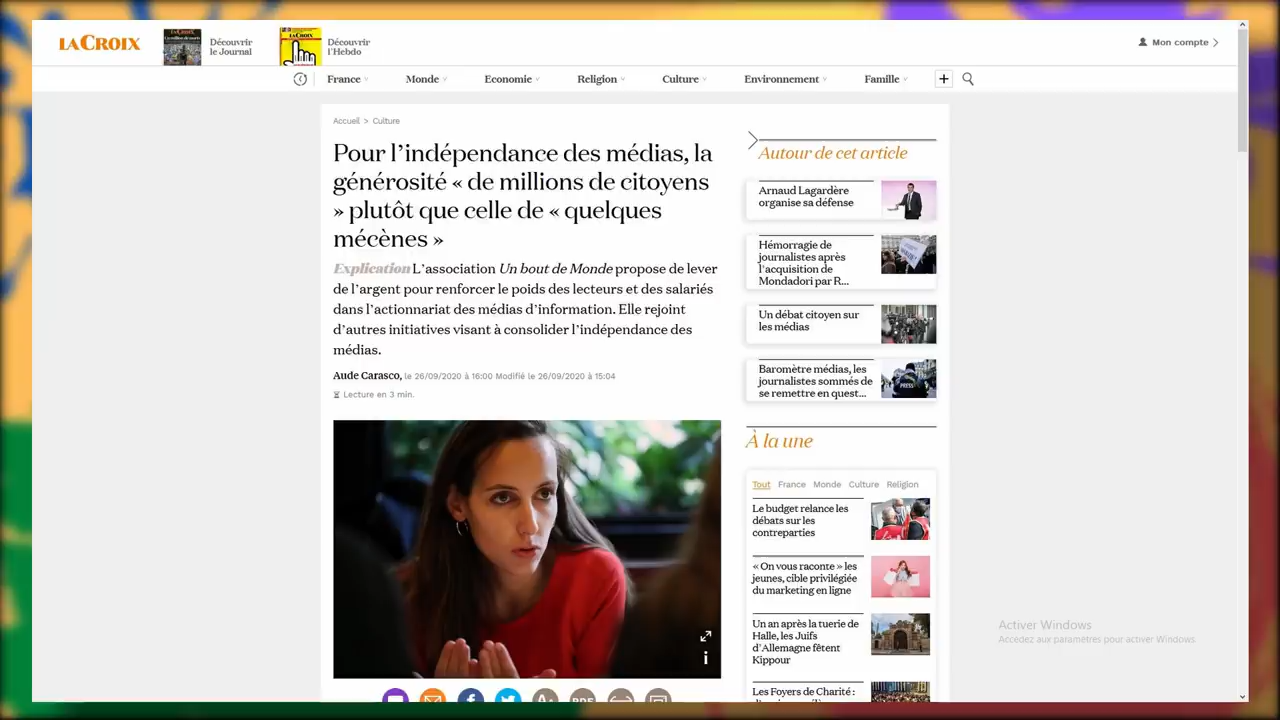 LA CROIX
Découvrir
le Journal
Découvrir
l'Hebdo
Mon compte
France
Monde
Economie
Religion
Culture
Environnement
Famille
Accueil > Culture
Pour l'indépendance des médias, la
générosité « de millions de citoyens
» plutôt que celle de « quelques
mécènes »
Explication L'association Un bout de Monde propose de lever
de l'argent pour renforcer le poids des lecteurs et des salariés
dans l'actionnariat des médias d'information. Elle rejoint
d'autres initiatives visant à consolider l'indépendance des
médias.
Aude Carasco, le 26/09/2020 à 16:00 Modifié le 26/09/2020 à 15:04
Lecture en 3 min.
Autour de cet article
Arnaud Lagardère
organise sa défense
Hémorragie de
journalistes après
l'acquisition de
Mondadori par R...
Un débat citoyen sur
les médias
Baromètre médias, les
journalistes sommés de
se remettre en quest...
PRESS
À la une
Tout France Monde Culture Religion
Le budget relance les
débats sur les
contreparties
« On vous raconte » les
jeunes, cible privilégiée
du marketing en ligne
Un an après la tuerie de
Halle, les Juifs
d'Allemagne fêtent
Kippour
Les Foyers de Charité :
Activer Windows
Accédez aux paramètres pour activer Windows